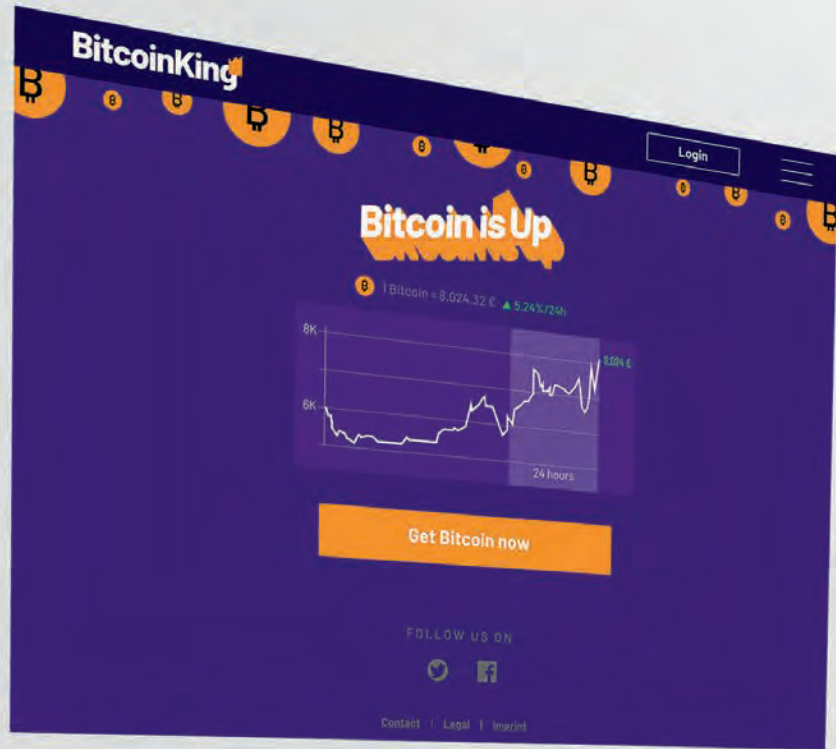 BitcoinKing
Login
Bitcoin is Up
1 Bitcoin = 8.024,32 € ▲ 5.24%/24h
8K
8.024 €
6K
24 hours
Get Bitcoin now
FOLLOW US ON
Contact | Legal | Imprint